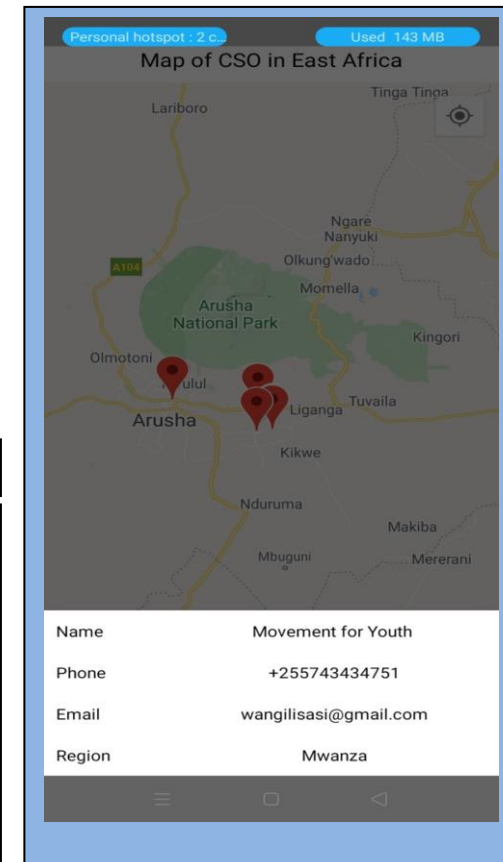 Personal hotspot : 2 c...
Used 143 MB
Map of CSO in East Africa
Tinga Tinga
Lariboro
Ngare
Nanyuki
Olkung'wado
A104
Momella
Arusha
National Park
Kingori
Olmotoni
ulul
Tuvaila
Liganga
Arusha
Kikwe
Nduruma
Makiba
Mbuguni
Mererani
Name Movement for Youth
Phone +255743434751
Email wangilisasi@gmail.com
Region Mwanza